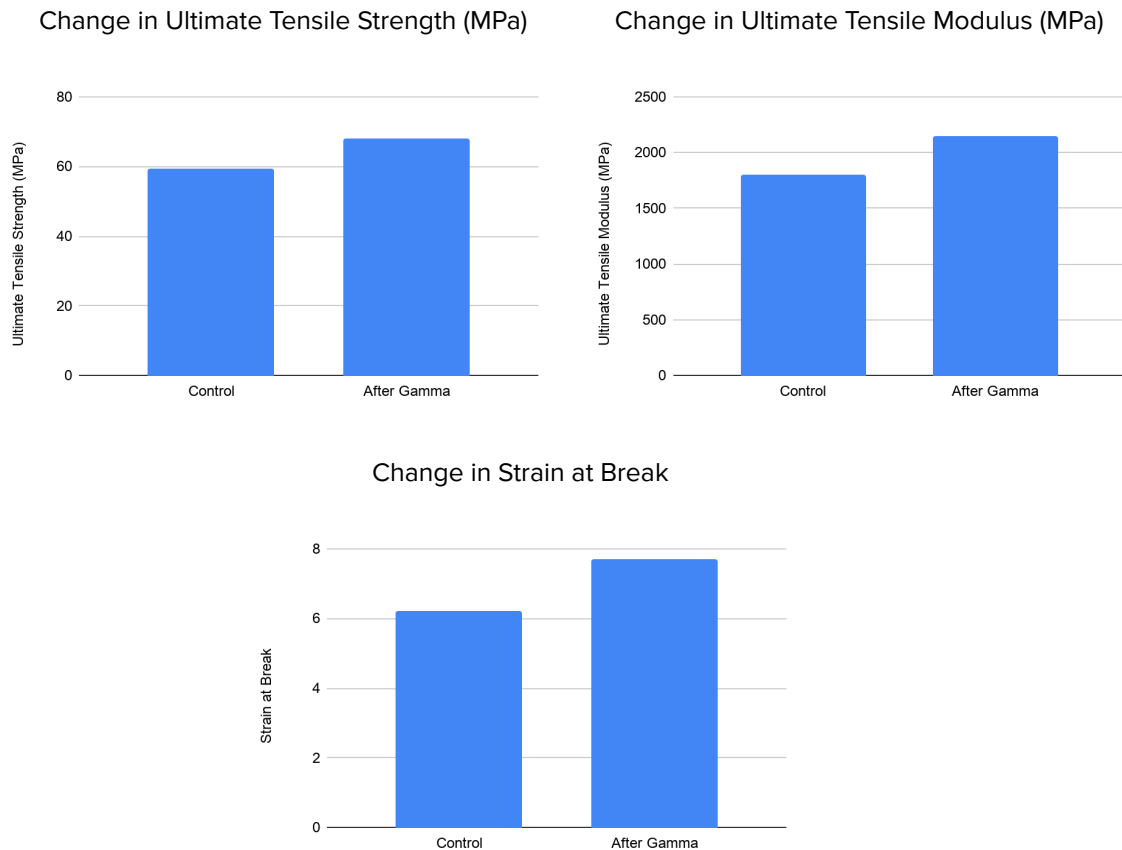 Change in Ultimate Tensile Strength (MPa)
Ultimate Tensile Strength (MPa)
80
60
40
20
0
Control
After Gamma
Change in Ultimate Tensile Modulus (MPa)
Ultimate Tensile Modulus (MPa)
2500
2000
1500
1000
500
0
Control
After Gamma
Change in Strain at Break
Strain at Break
8
6
4
2
0
Control
After Gamma